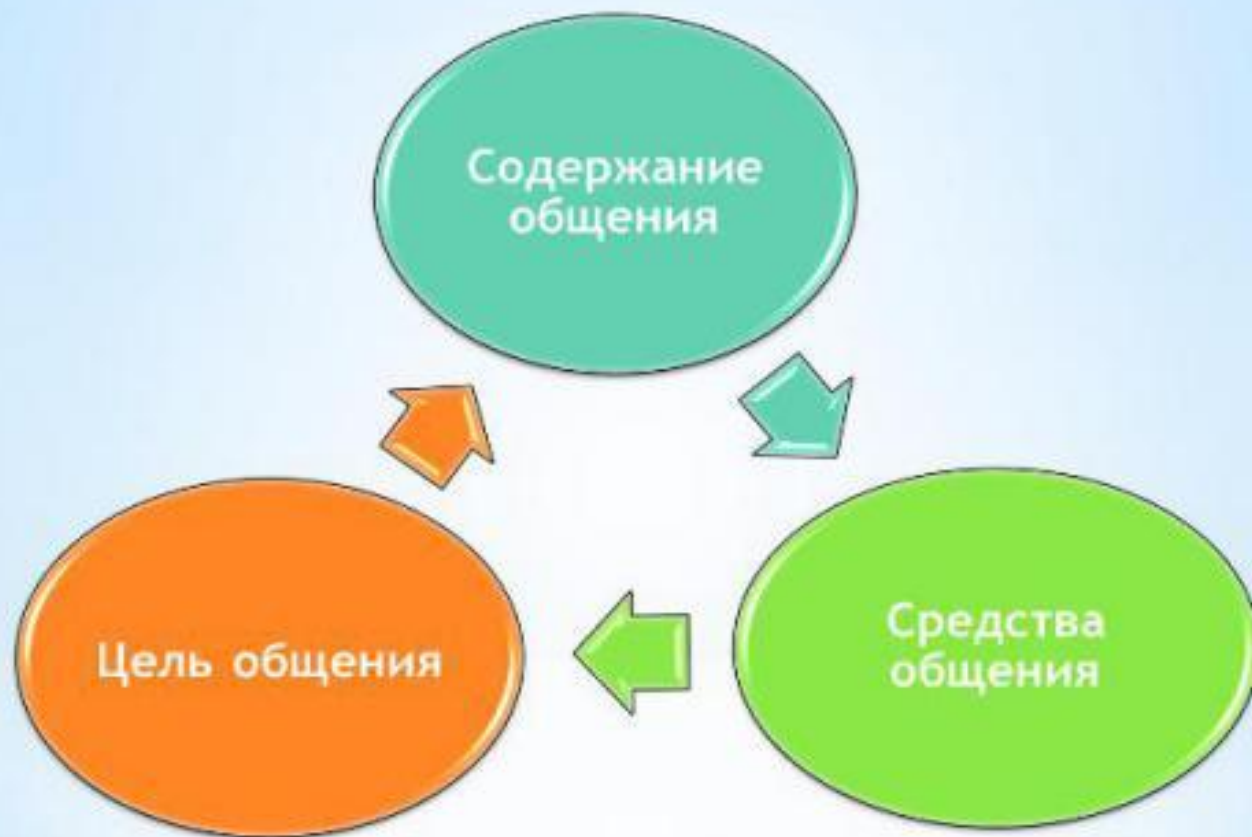 Содержание
общения
Цель общения
Средства
общения